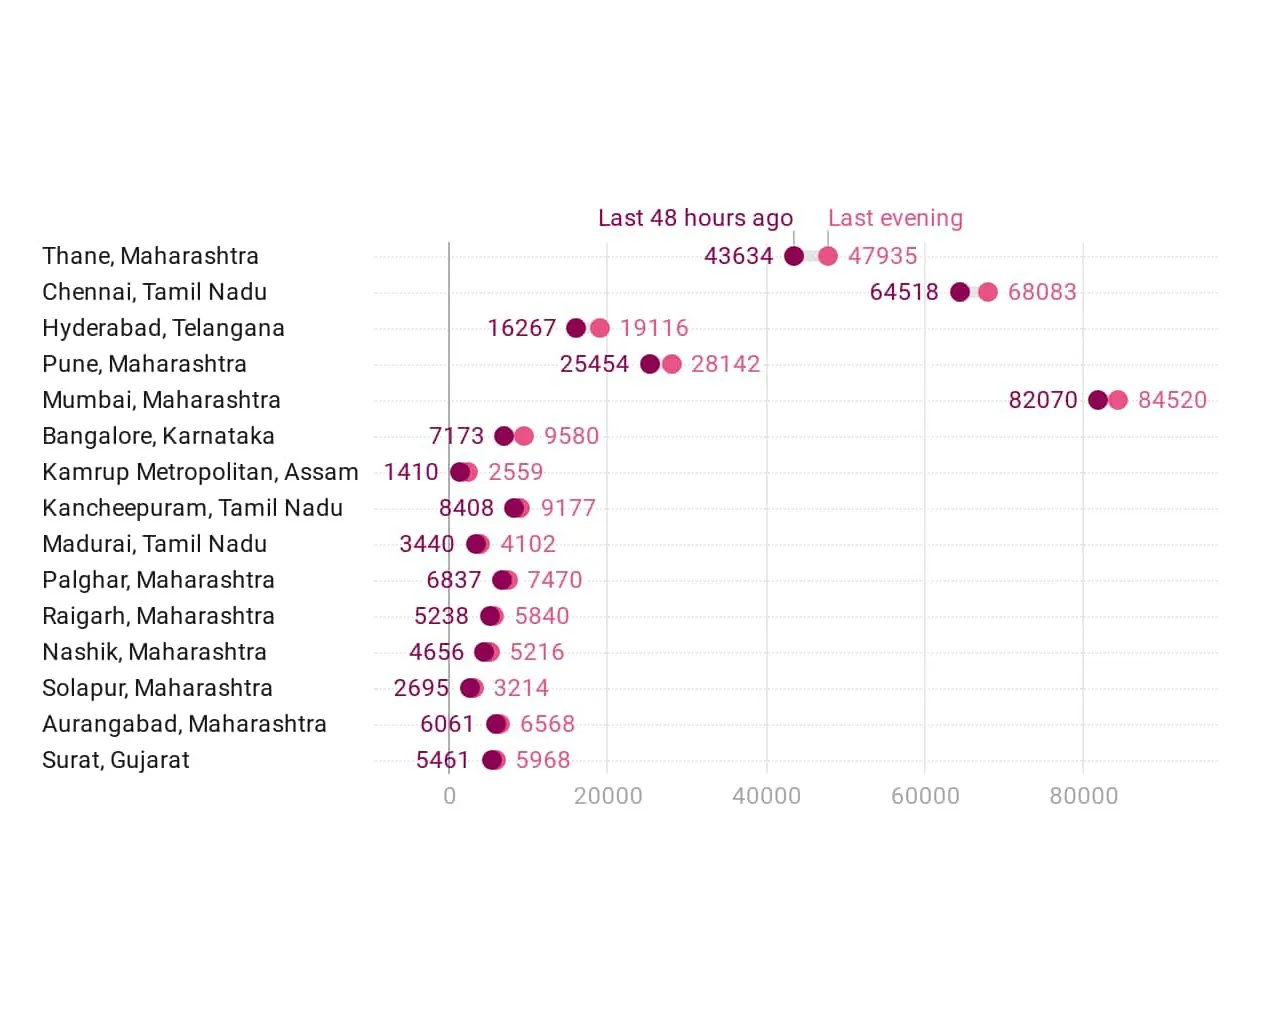 Last 48 hours ago Last evening
Thane, Maharashtra 43634 47935
Chennai, Tamil Nadu 64518 68083
Hyderabad, Telangana 16267 19116
Pune, Maharashtra 25454 28142
Mumbai, Maharashtra 82070 84520
Bangalore, Karnataka 7173 9580
Kamrup Metropolitan, Assam 1410 2559
Kancheepuram, Tamil Nadu 8408 9177
Madurai, Tamil Nadu 3440 4102
Palghar, Maharashtra 6837 7470
Raigarh, Maharashtra 5238 5840
Nashik, Maharashtra 4656 5216
Solapur, Maharashtra 2695 3214
Aurangabad, Maharashtra 6061 6568
Surat, Gujarat 5461 5968
0 20000 40000 60000 80000